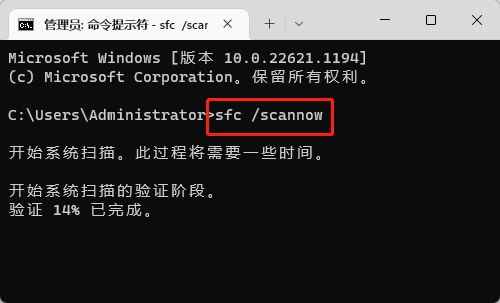 管理员: 命令提示符 - sfc /scan
Microsoft Windows [版本 10.0.22621.1194]
(c) Microsoft Corporation。保留所有权利。
C:\Users\Administrator>sfc /scannow
开始系统扫描。此过程将需要一些时间。
开始系统扫描的验证阶段。
验证 14% 已完成。